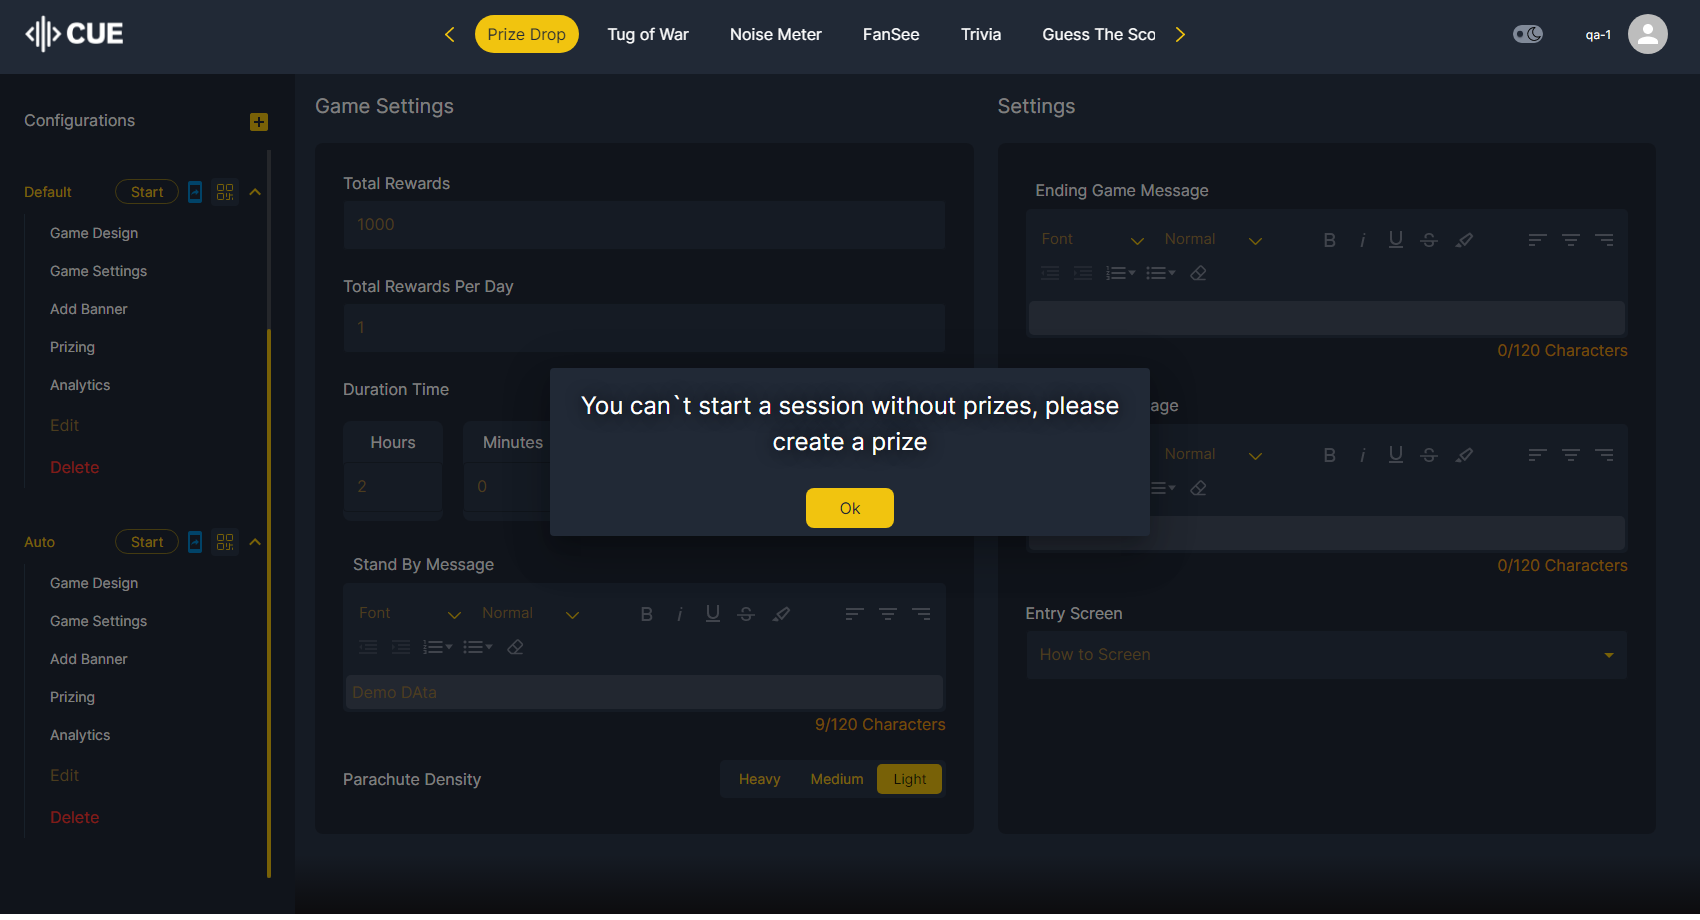 CUE
Prize Drop
Tug of War
Noise Meter
FanSee
Trivia
Guess The Sco
qa-1
Configurations
Default
Start
Game Design
Game Settings
Add Banner
Prizing
Analytics
Edit
Delete
Auto
Start
Game Design
Game Settings
Add Banner
Prizing
Analytics
Edit
Delete
Game Settings
Total Rewards
1000
Total Rewards Per Day
1
Duration Time
Hours
Minutes
2
0
Stand By Message
Font
Normal
B
i
U
S
Demo DAta
9/120 Characters
Parachute Density
Heavy
Medium
Light
You can`t start a session without prizes, please
create a prize
Ok
Settings
Ending Game Message
Font
Normal
B
i
U
S
0/120 Characters
age
Normal
B
i
U
S
0/120 Characters
Entry Screen
How to Screen